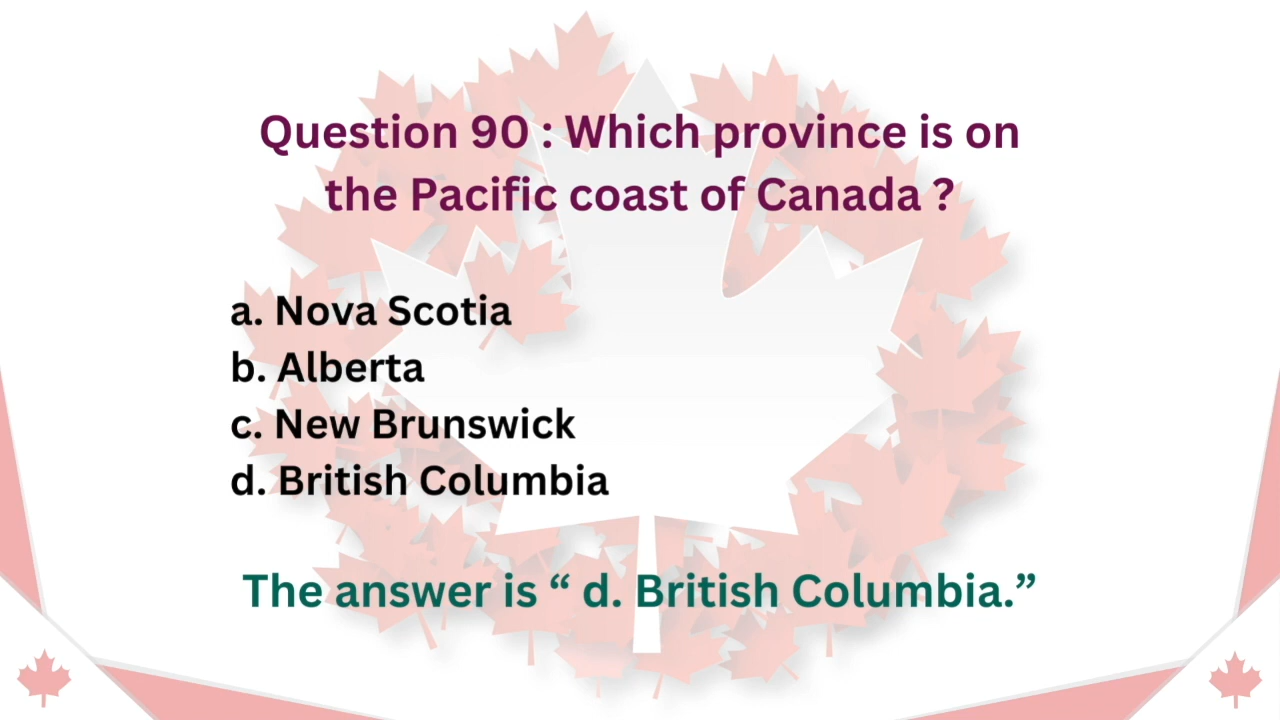 Question 90 : Which province is on
the Pacific coast of Canada ?
a. Nova Scotia
b. Alberta
c. New Brunswick
d. British Columbia
The answer is “ d. British Columbia.”